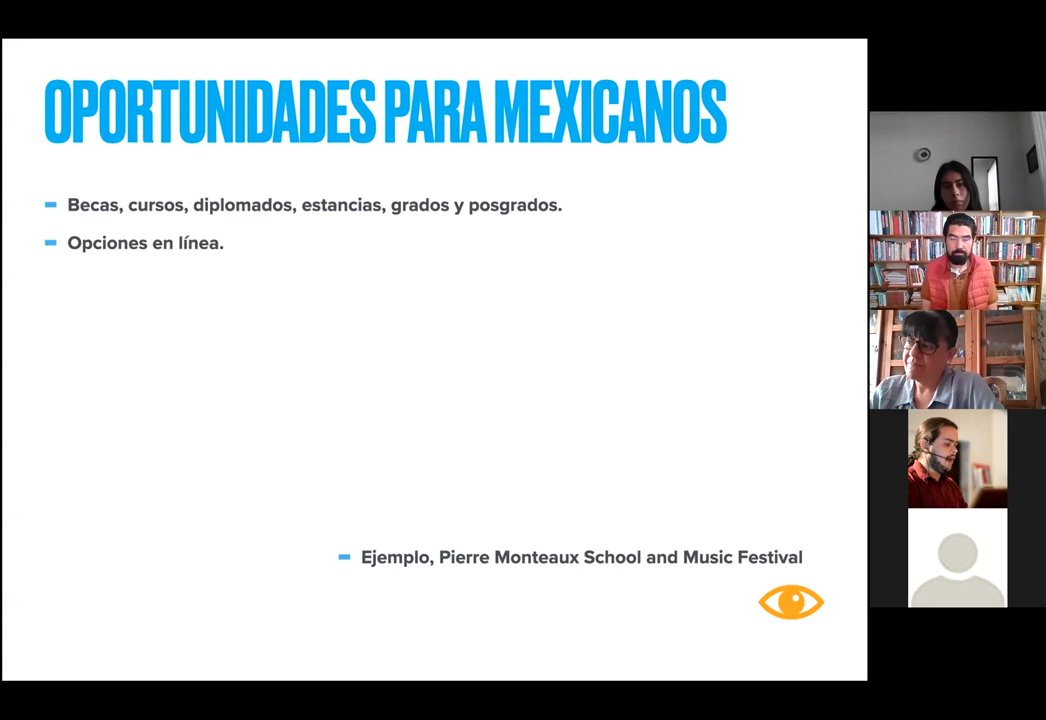 OPORTUNIDADES PARA MEXICANOS
Becas, cursos, diplomados, estancias, grados y posgrados.
Opciones en línea.
Ejemplo, Pierre Monteaux School and Music Festival